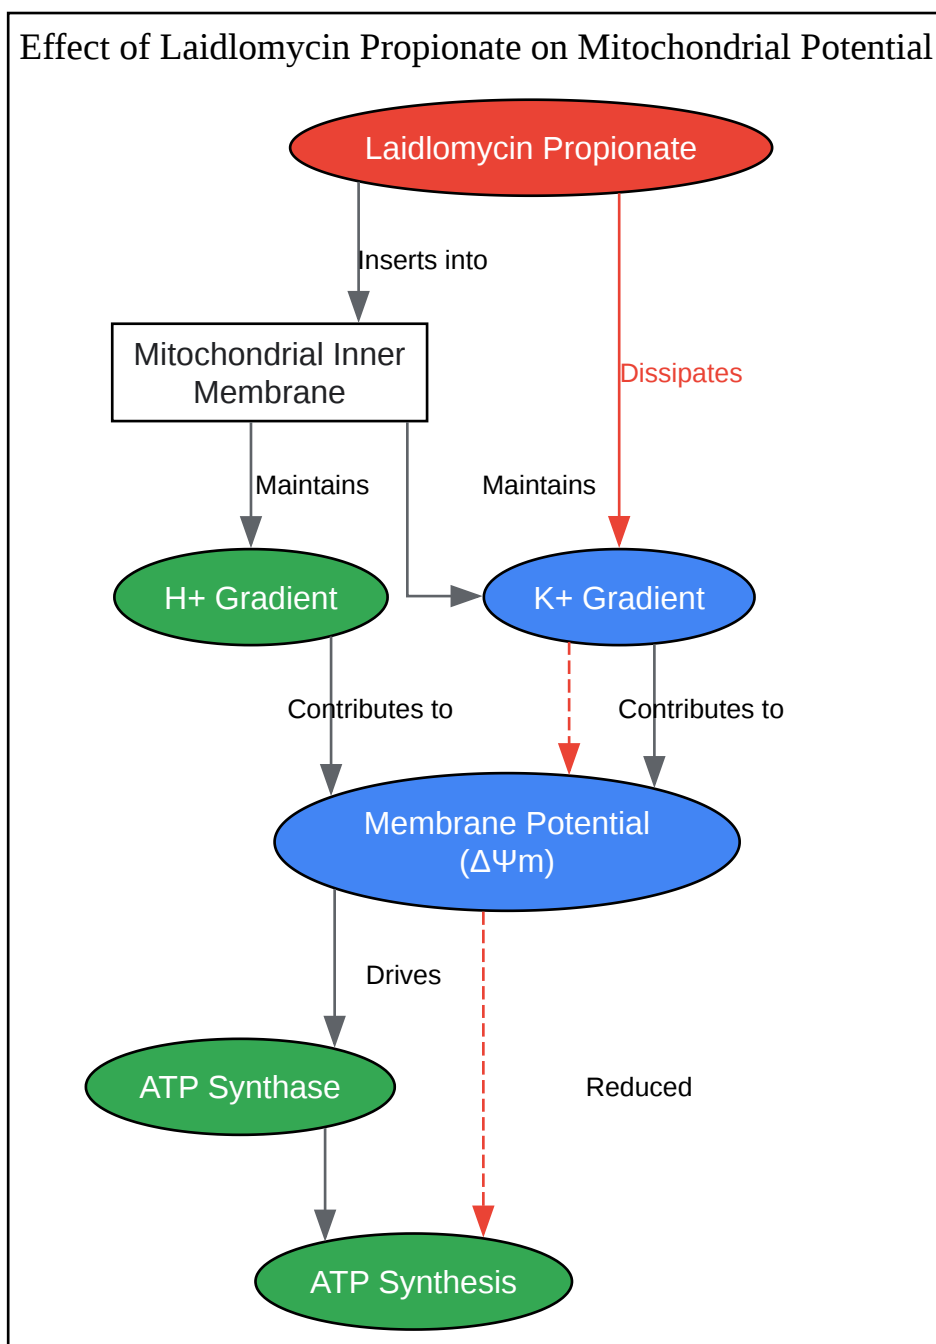 Effect of Laidlomycin Propionate on Mitochondrial Potential
Laidlomycin Propionate
Inserts into
Mitochondrial Inner
Membrane
Dissipates
Maintains
Maintains
H+ Gradient
K+ Gradient
Contributes to
Contributes to
Membrane Potential
(ΔΨm)
Drives
ATP Synthase
Reduced
ATP Synthesis